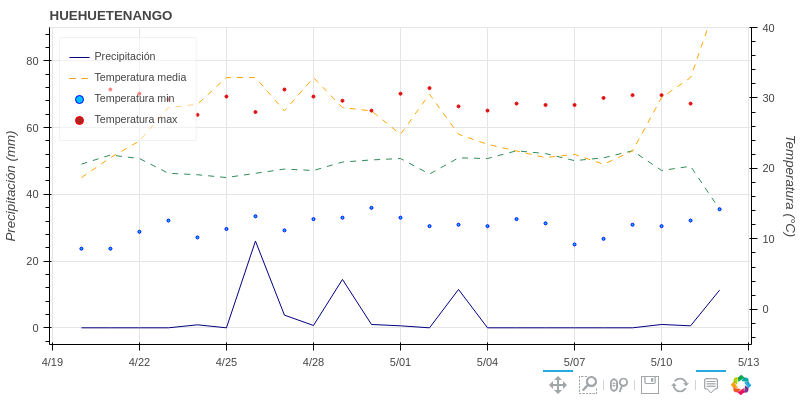 HUEHUETENANGO
Precipitación
Temperatura media
Temperatura min
Temperatura max
Precipitación (mm)
80
60
40
20
0
40
30
20
10
0
Temperatura (°C)
4/19 4/22 4/25 4/28 5/01 5/04 5/07 5/10 5/13